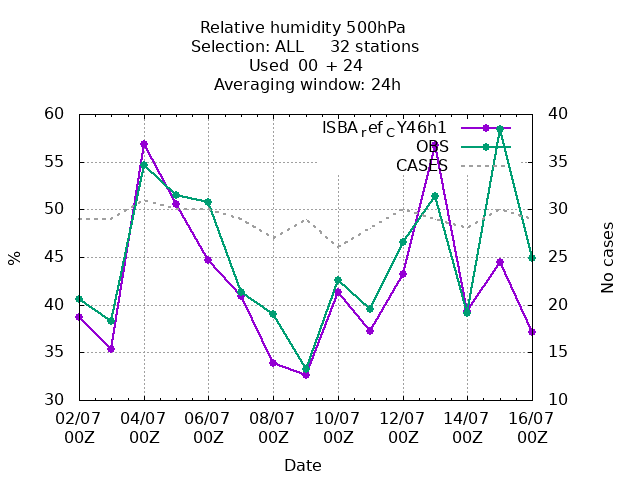 Relative humidity 500hPa
Selection: ALL 32 stations
Used 00 + 24
Averaging window: 24h
60 40
ISBAref CY46h1
OBS
CASES
55 35
50 30
45 25
% No cases
40 20
35 15
30 10
02/07 04/07 06/07 08/07 10/07 12/07 14/07 16/07
00Z 00Z 00Z 00Z 00Z 00Z 00Z 00Z
Date